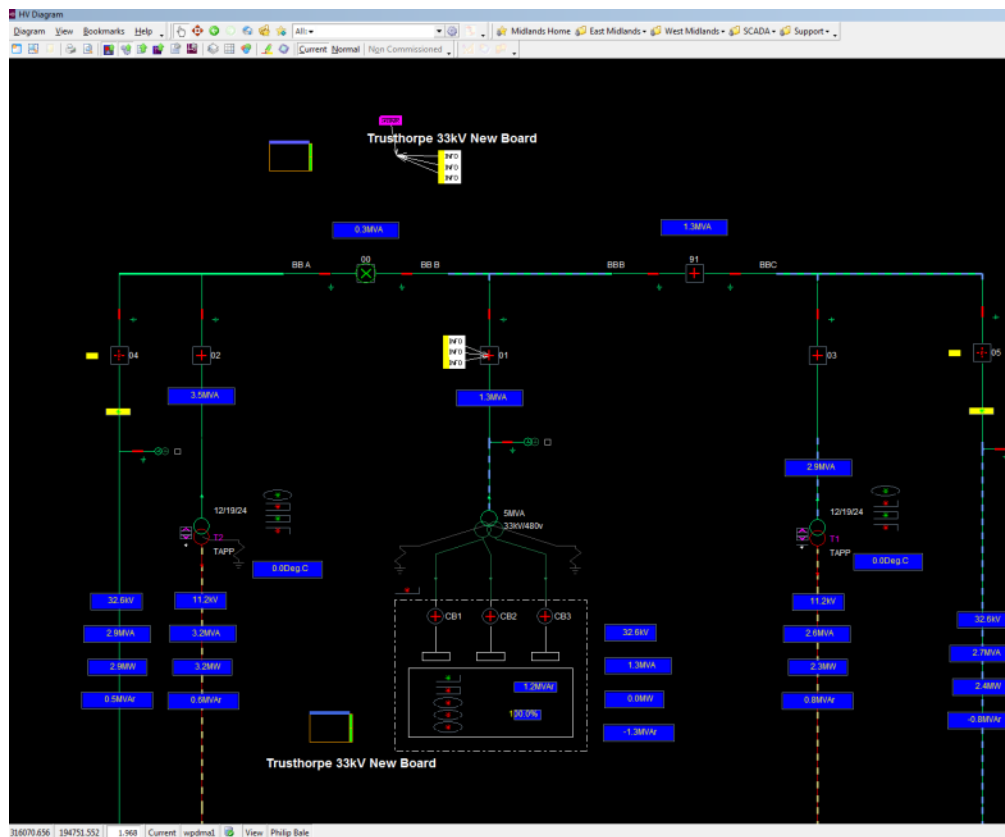 HV Diagram
Diagram View Bookmarks Help
All: Midlands Home East Midlands West Midlands SCADA Support
Current Normal Non Commissioned
Trusthorpe 33kV New Board
INFO
INFO
INFO
0.3MVA 1.3MVA
00 91
BB A BB B BBB BBC
INFO
INFO
INFO
04 02 01 03 05
3.5MVA 1.3MVA
2.9MVA
12/19/24 5MVA 12/19/24
33kV/480v
T2 T1
TAPP TAPP
0.0Deg.C 0.0Deg.C
32.6kV 11.2kV CB1 CB2 CB3 11.2kV
32.6kV 32.6kV
2.9MVA 3.2MVA 2.6MVA
1.3MVA 2.7MVA
2.9MW 3.2MW 2.3MW
1.2MVAr 0.0MW 2.4MW
0.5MVAr 0.6MVAr 0.8MVAr
100.0% -1.3MVAr -0.8MVAr
Trusthorpe 33kV New Board
316070.656 194751.552 1.968 Current wpdma1 View Philip Bale